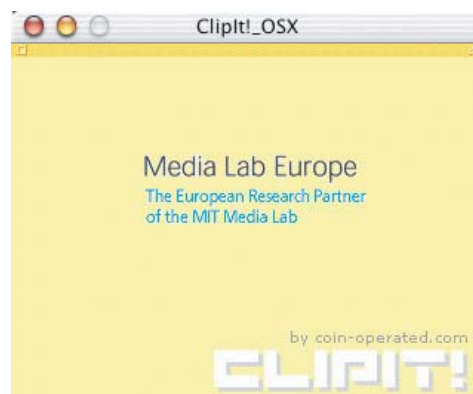 ClipIt!_OSX
Media Lab Europe
The European Research Partner
of the MIT Media Lab
by coin-operated.com
CLIPIT!